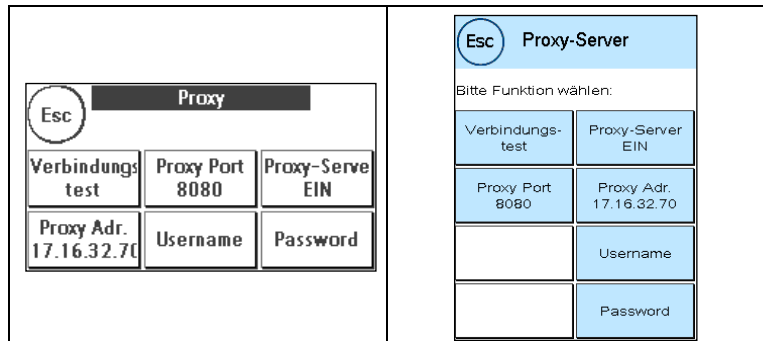 Proxy
Esc
Verbindungs
test
Proxy Port
8080
Proxy-Serve
EIN
Proxy Adr.
17.16.32.70
Username
Password
Esc
Proxy-Server
Bitte Funktion wählen:
Verbindungs-
test
Proxy-Server
EIN
Proxy Port
8080
Proxy Adr.
17.16.32.70
Username
Password